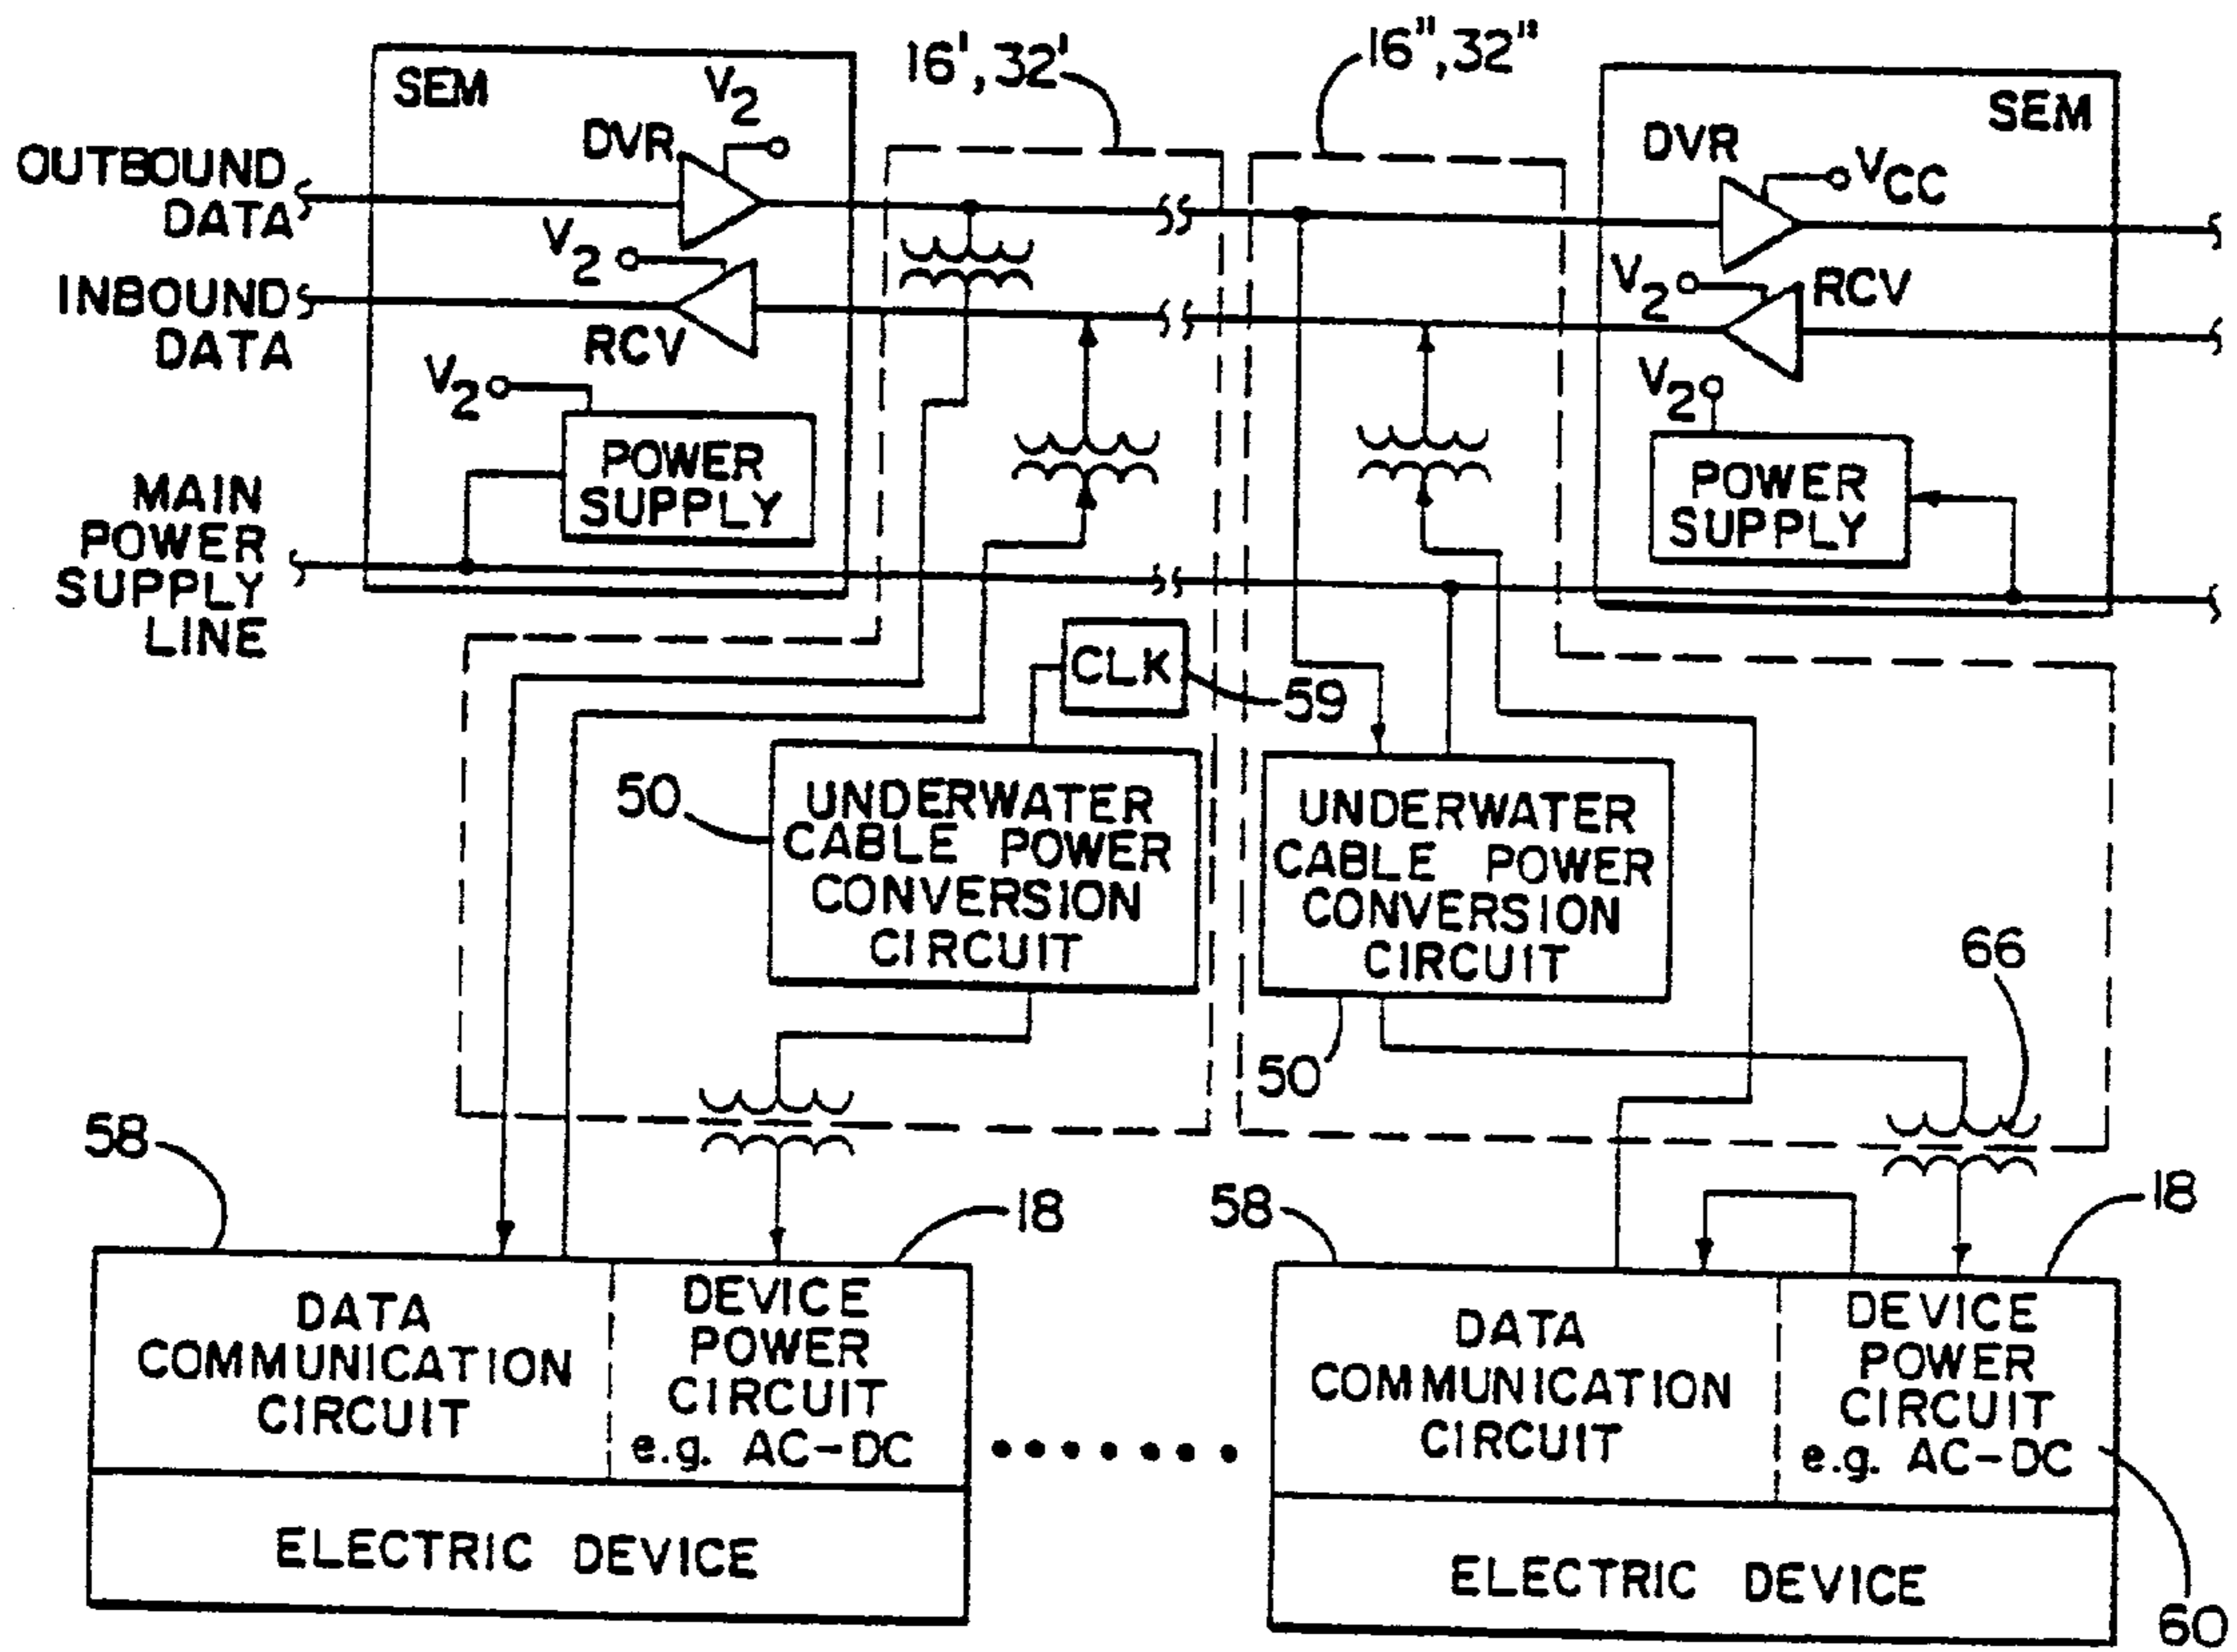 SEM
V2
DVR
OUTBOUND
DATA
V2
INBOUND
DATA
RCV
V2
POWER
SUPPLY
MAIN
POWER
SUPPLY
LINE
16', 32'
16", 32"
SEM
DVR
VCC
V2
RCV
V2
POWER
SUPPLY
CLK
59
50
UNDERWATER
CABLE POWER
CONVERSION
CIRCUIT
UNDERWATER
CABLE POWER
CONVERSION
CIRCUIT
50
66
58
18
DATA
COMMUNICATION
CIRCUIT
DEVICE
POWER
CIRCUIT
e.g. AC-DC
ELECTRIC DEVICE
58
18
DATA
COMMUNICATION
CIRCUIT
DEVICE
POWER
CIRCUIT
e.g. AC-DC
ELECTRIC DEVICE
60